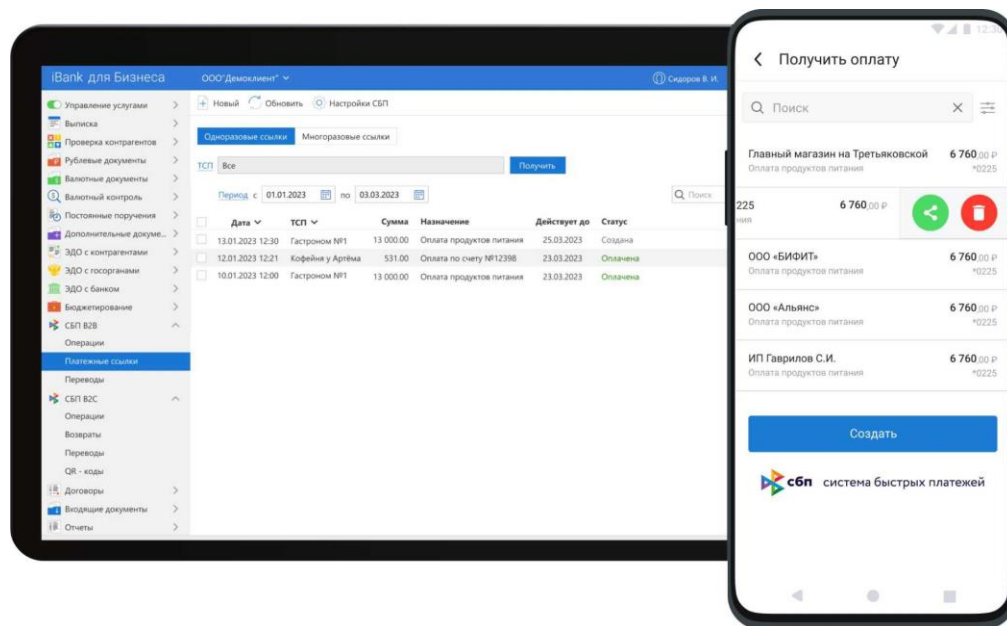 iBank для Бизнеса
ООО"Демоклиент"
Сидоров В. И.
Управление услугами
Выписка
Проверка контрагентов
Рублевые документы
Валютные документы
Валютный контроль
Постоянные поручения
Дополнительные докуме...
ЭДО с контрагентами
ЭДО с госорганами
ЭДО с банком
Бюджетирование
СБП B2B
Операции
Платежные ссылки
Переводы
СБП B2C
Операции
Возвраты
Переводы
QR - коды
Договоры
Входящие документы
Отчеты
Новый Обновить Настройки СБП
Одноразовые ссылки Многоразовые ссылки
ТСП Все Получить
Период с 01.01.2023 по 03.03.2023 Поиск
Дата ТСП Сумма Назначение Действует до Статус
13.01.2023 12:30 Гастроном №1 13 000.00 Оплата продуктов питания 25.03.2023 Создана
12.01.2023 12:21 Кофейня у Артёма 531.00 Оплата по счету №12398 23.03.2023 Оплачена
10.01.2023 12:00 Гастроном №1 13 000.00 Оплата продуктов питания 23.03.2023 Оплачена
12:30
Получить оплату
Поиск
Главный магазин на Третьяковской 6 760,00 ₽
Оплата продуктов питания *0225
225 6 760,00 ₽
ния
ООО «БИФИТ» 6 760,00 ₽
Оплата продуктов питания *0225
ООО «Альянс» 6 760,00 ₽
Оплата продуктов питания *0225
ИП Гаврилов С.И. 6 760,00 ₽
Оплата продуктов питания *0225
Создать
сбп система быстрых платежей